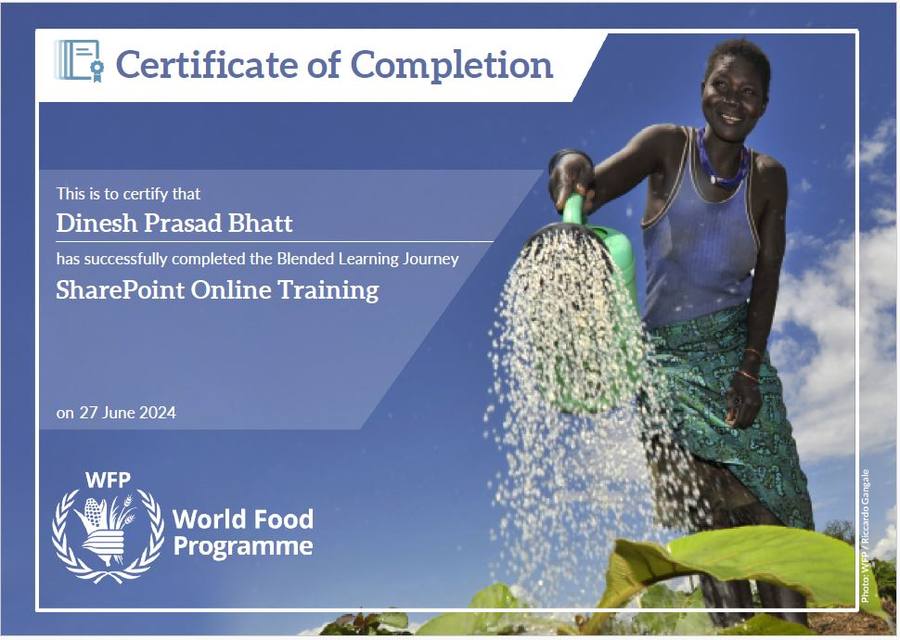 Certificate of Completion
This is to certify that
Dinesh Prasad Bhatt
has successfully completed the Blended Learning Journey
SharePoint Online Training
on 27 June 2024
WFP
World Food
Programme
Photo: WFP / Riccardo Gangale